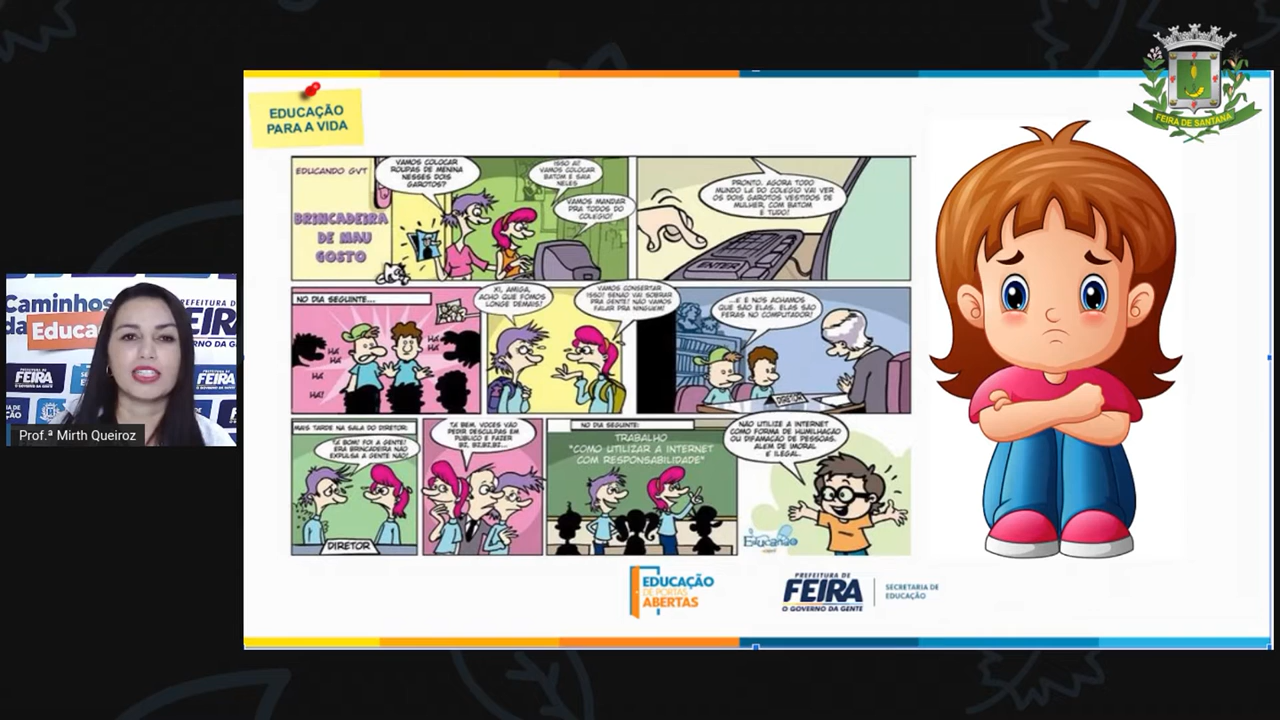 EDUCAÇÃO
PARA A VIDA
FEIRA DE SANTANA
EDUCANDO GVT
BRINCADEIRA
DE MAU
GOSTO
VAMOS COLOCAR
ROUPAS DE MENINA
NESSES DOIS
GAROTOS?
ISSO AÍ!
VAMOS COLOCAR
BATOM E SAIA
NELES
VAMOS MANDAR
PRA TODOS DO
COLÉGIO!
PRONTO. AGORA TODO
MUNDO LÁ DO COLÉGIO VAI VER
OS DOIS GAROTOS VESTIDOS DE
MULHER, COM BATOM
E TUDO!
ENTER
NO DIA SEGUINTE...
HA
HA
HA
HA
HA!
XI, AMIGA,
ACHO QUE FOMOS
LONGE DEMAIS!
VAMOS CONSERTAR
ISSO! SENÃO VAI SOBRAR
PRA GENTE! NÃO VAMOS
FALAR PRA NINGUÉM!
...E E NÓS ACHAMOS
QUE SÃO ELAS. ELAS SÃO
FERAS NO COMPUTADOR!
DIRETOR
MAIS TARDE NA SALA DO DIRETOR:
TÁ BOM! FOI A GENTE!
ERA BRINCADEIRA NÃO
EXPULSA A GENTE NÃO!
DIRETOR
TÁ BEM. VOCÊS VÃO
PEDIR DESCULPAS EM
PÚBLICO E FAZER
BI, BI,BI,BI...
NO DIA SEGUINTE:
TRABALHO
"COMO UTILIZAR A INTERNET
COM RESPONSABILIDADE"
NÃO UTILIZE A INTERNET
COMO FORMA DE HUMILHAÇÃO
OU DIFAMAÇÃO DE PESSOAS.
ALÉM DE IMORAL
É ILEGAL.
Educando
Caminhos
da
Educa
PREFEITURA D
EIRA
NO DA GENTE
FEIRA
FEIRA
Prof.ª Mirth Queiroz
EDUCAÇÃO
DE PORTAS
ABERTAS
PREFEITURA DE
FEIRA
O GOVERNO DA GENTE
SECRETARIA DE
EDUCAÇÃO